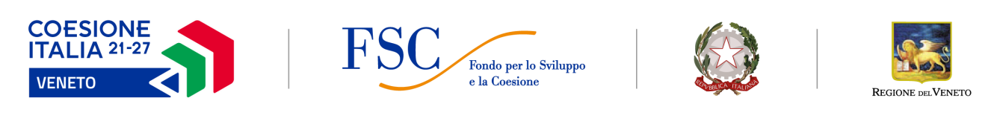 COESIONE
ITALIA 21-27
VENETO
FSC
Fondo per lo Sviluppo
e la Coesione
REPVBBLICA ITALIANA
REGIONE DEL VENETO